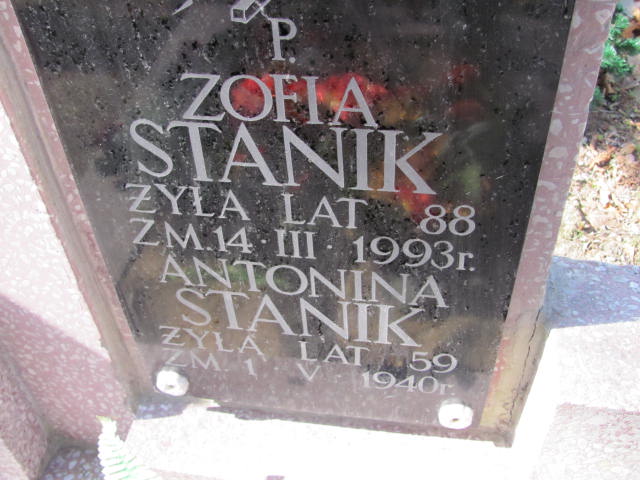 P.
ZOFIA
STANIK
ŻYŁA LAT 88
ZM. 14 · III · 1993r.
ANTONINA
STANIK
ŻYŁA LAT 59
ZM. 1 V 1940r